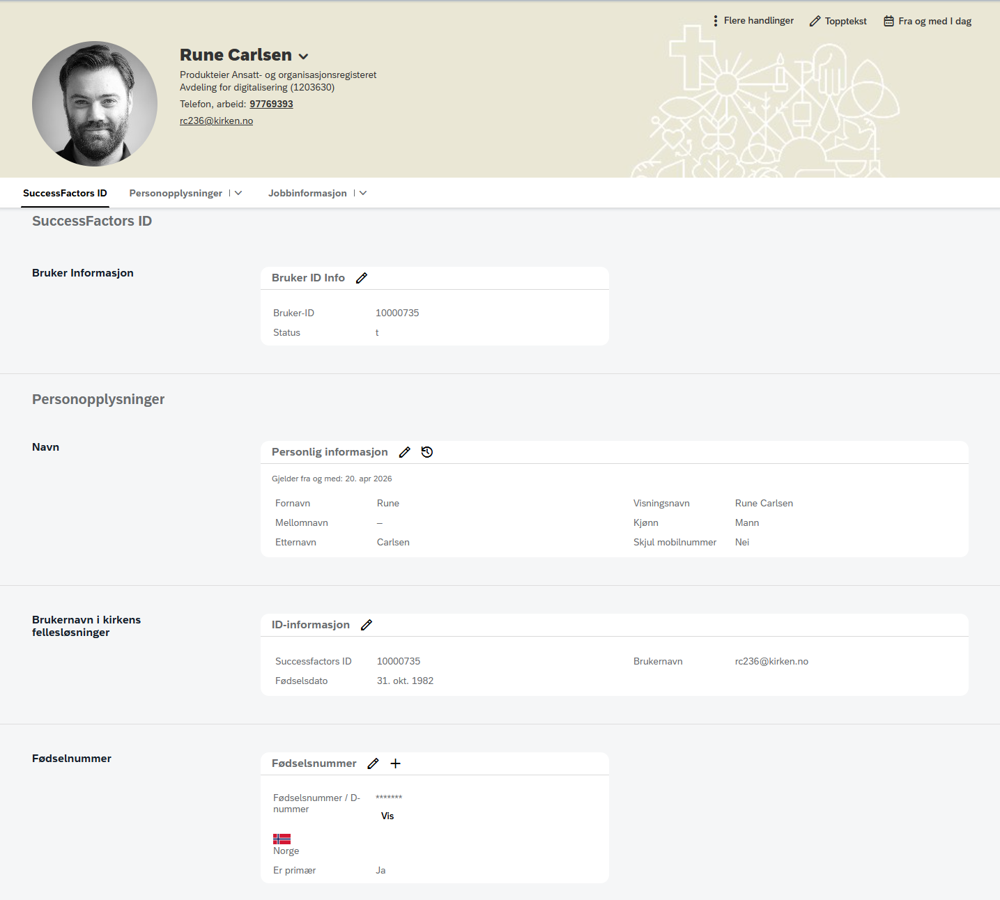 Flere handlinger
Topptekst
Fra og med I dag
Rune Carlsen
Produkteier Ansatt- og organisasjonsregisteret
Avdeling for digitalisering (1203630)
Telefon, arbeid: 97769393
rc236@kirken.no
SuccessFactors ID
Personopplysninger
Jobbinformasjon
SuccessFactors ID
Bruker Informasjon
Bruker ID Info
Bruker-ID 10000735
Status t
Personopplysninger
Navn
Personlig informasjon
Gjelder fra og med: 20. apr 2026
Fornavn Rune
Visningsnavn Rune Carlsen
Mellomnavn –
Kjønn Mann
Etternavn Carlsen
Skjul mobilnummer Nei
Brukernavn i kirkens
fellesløsninger
ID-informasjon
Successfactors ID 10000735
Brukernavn rc236@kirken.no
Fødselsdato 31. okt. 1982
Fødselnummer
Fødselsnummer
Fødselsnummer / D-
nummer
*******
Vis
Norge
Er primær Ja